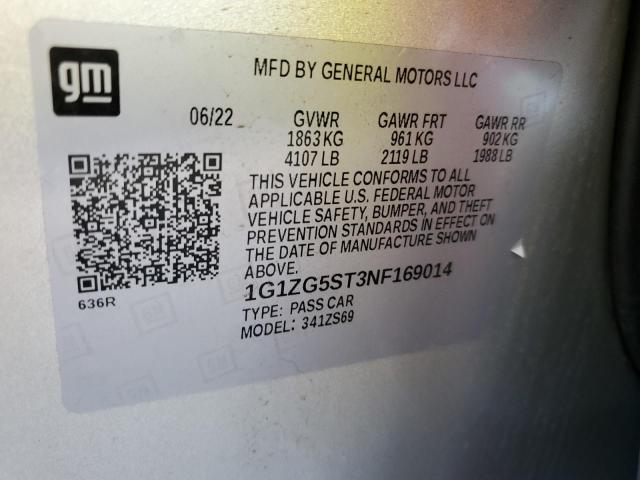 gm
MFD BY GENERAL MOTORS LLC
06/22 GVWR GAWR FRT GAWR RR
1863 KG 961 KG 902 KG
4107 LB 2119 LB 1988 LB
THIS VEHICLE CONFORMS TO ALL
APPLICABLE U.S. FEDERAL MOTOR
VEHICLE SAFETY, BUMPER, AND THEFT
PREVENTION STANDARDS IN EFFECT ON
THE DATE OF MANUFACTURE SHOWN
ABOVE.
636R
1G1ZG5ST3NF169014
TYPE: PASS CAR
MODEL: 341ZS69